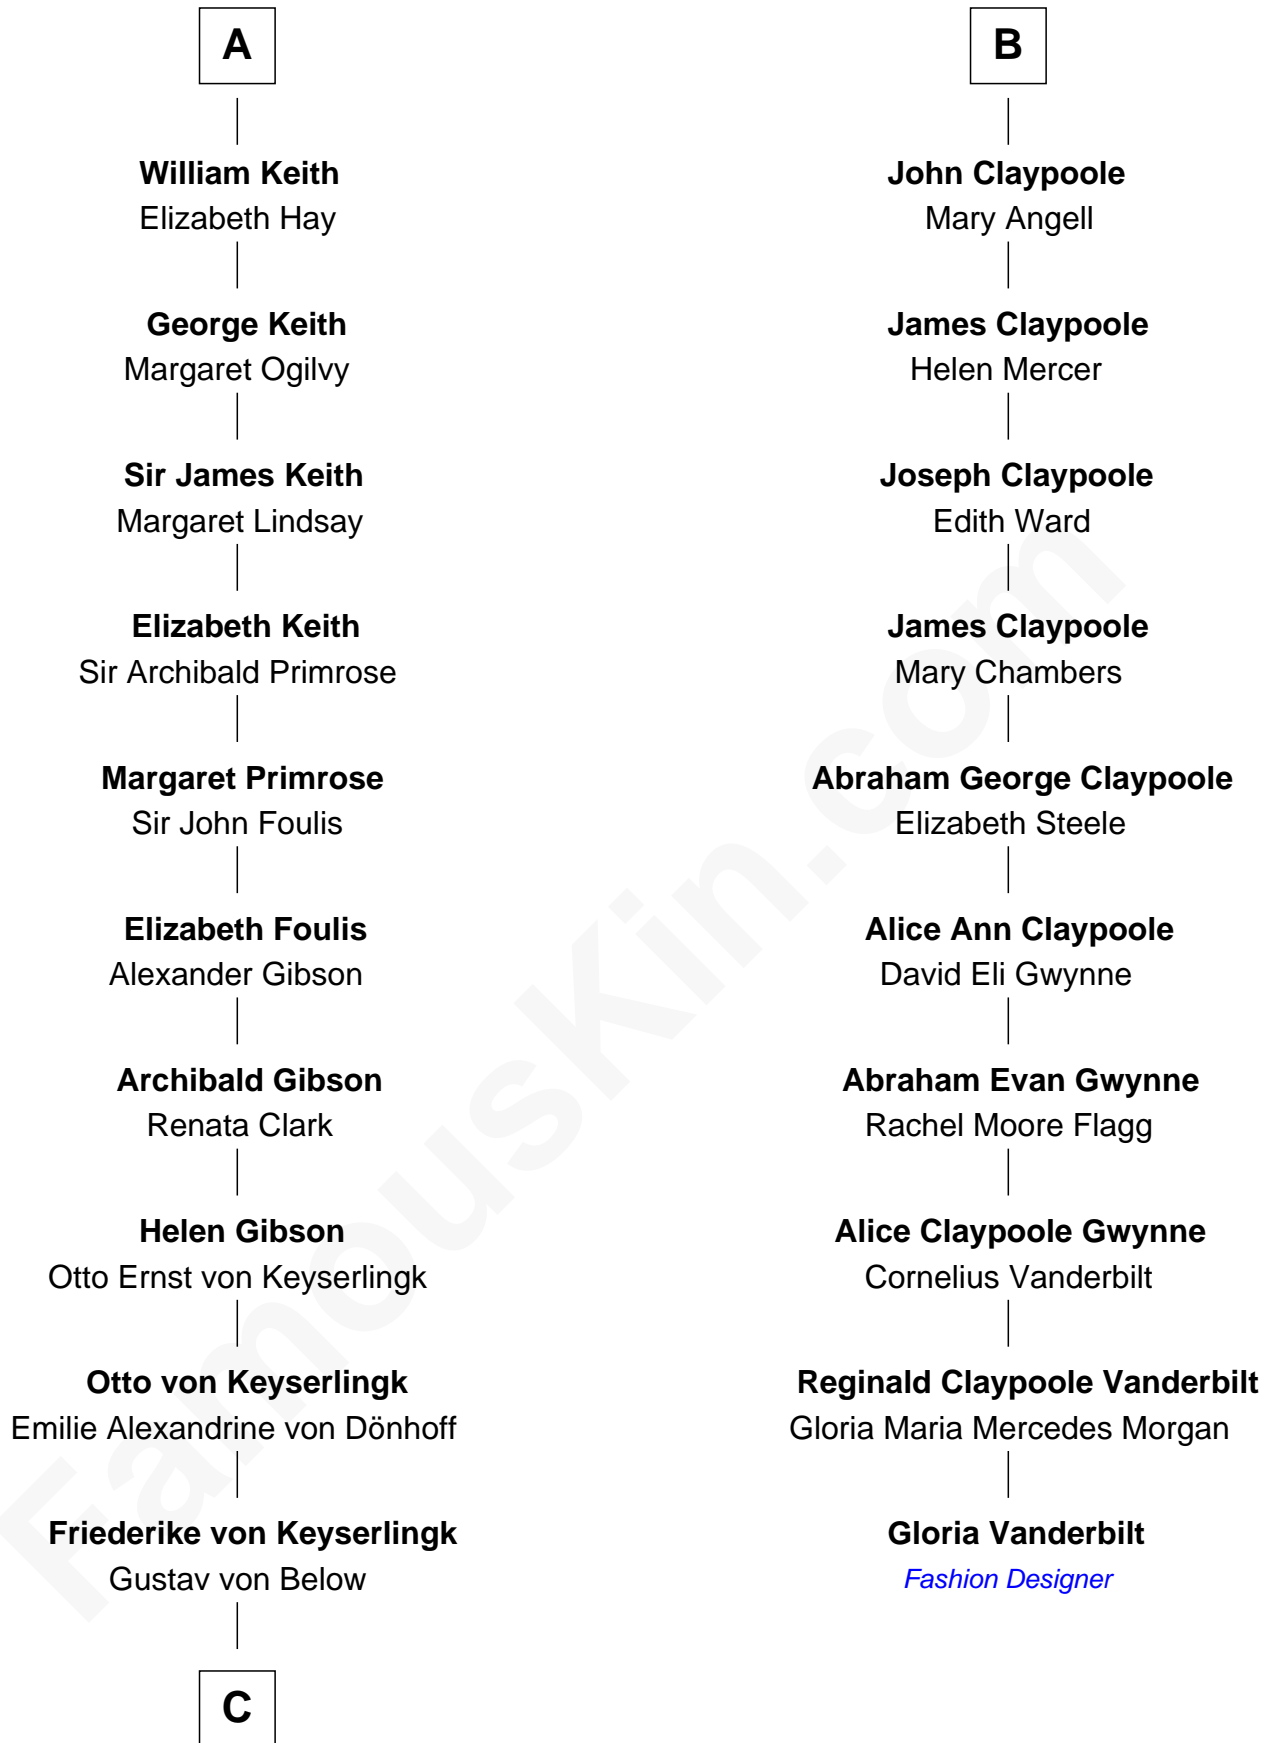 A
William Keith
Elizabeth Hay
George Keith
Margaret Ogilvy
Sir James Keith
Margaret Lindsay
Elizabeth Keith
Sir Archibald Primrose
Margaret Primrose
Sir John Foulis
Elizabeth Foulis
Alexander Gibson
Archibald Gibson
Renata Clark
Helen Gibson
Otto Ernst von Keyserlingk
Otto von Keyserlingk
Emilie Alexandrine von Dönhoff
Friederike von Keyserlingk
Gustav von Below
C
B
John Claypoole
Mary Angell
James Claypoole
Helen Mercer
Joseph Claypoole
Edith Ward
James Claypoole
Mary Chambers
Abraham George Claypoole
Elizabeth Steele
Alice Ann Claypoole
David Eli Gwynne
Abraham Evan Gwynne
Rachel Moore Flagg
Alice Claypoole Gwynne
Cornelius Vanderbilt
Reginald Claypoole Vanderbilt
Gloria Maria Mercedes Morgan
Gloria Vanderbilt
Fashion Designer
FamousKin.com